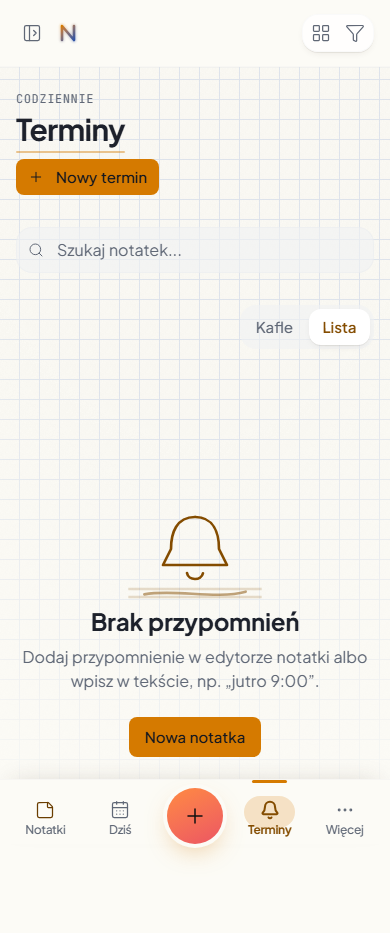 N
CODZIENNIE
Terminy
Nowy termin
Szukaj notatek...
Kafle Lista
Brak przypomnień
Dodaj przypomnienie w edytorze notatki albo
wpisz w tekście, np. „jutro 9:00”.
Nowa notatka
Notatki Dziś Terminy Więcej